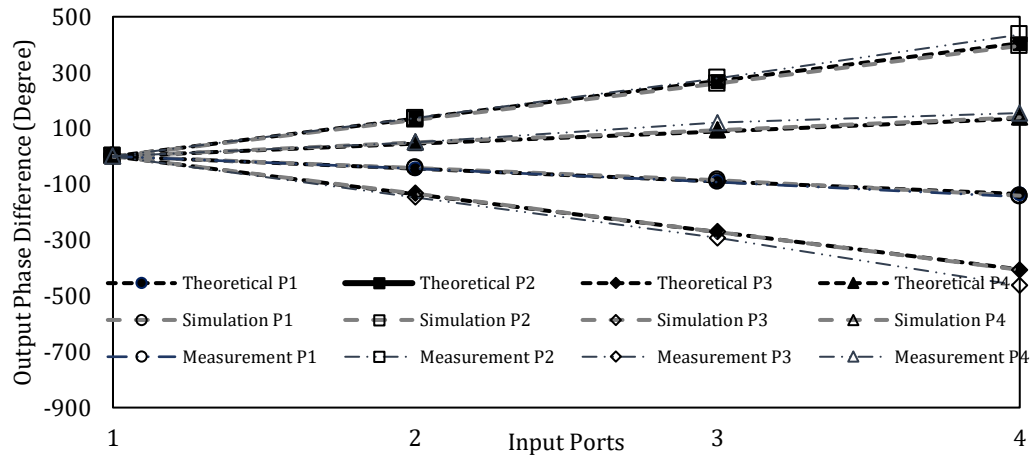 500
300
100
-100
-300
-500
-700
-900
Output Phase Difference (Degree)
Theoretical P1 Theoretical P2 Theoretical P3 Theoretical P4
Simulation P1 Simulation P2 Simulation P3 Simulation P4
Measurement P1 Measurement P2 Measurement P3 Measurement P4
1 2 3 4
Input Ports